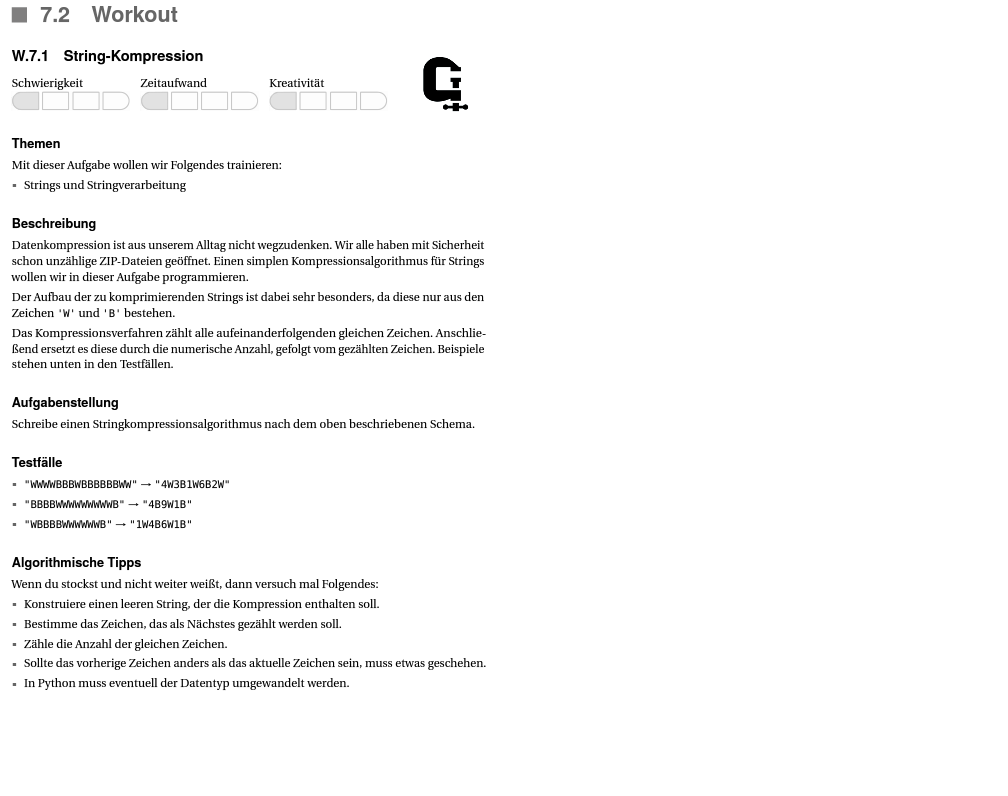 7.2 Workout
W.7.1 String-Kompression
Schwierigkeit Zeitaufwand Kreativität
Themen
Mit dieser Aufgabe wollen wir Folgendes trainieren:
▪ Strings und Stringverarbeitung
Beschreibung
Datenkompression ist aus unserem Alltag nicht wegzudenken. Wir alle haben mit Sicherheit
schon unzählige ZIP-Dateien geöffnet. Einen simplen Kompressionsalgorithmus für Strings
wollen wir in dieser Aufgabe programmieren.
Der Aufbau der zu komprimierenden Strings ist dabei sehr besonders, da diese nur aus den
Zeichen 'W' und 'B' bestehen.
Das Kompressionsverfahren zählt alle aufeinanderfolgenden gleichen Zeichen. Anschlie-
ßend ersetzt es diese durch die numerische Anzahl, gefolgt vom gezählten Zeichen. Beispiele
stehen unten in den Testfällen.
Aufgabenstellung
Schreibe einen Stringkompressionsalgorithmus nach dem oben beschriebenen Schema.
Testfälle
▪ "WWWWBBBWBBBBBBWW" → "4W3B1W6B2W"
▪ "BBBBWWWWWWWWWB" → "4B9W1B"
▪ "WBBBBWWWWWWB" → "1W4B6W1B"
Algorithmische Tipps
Wenn du stockst und nicht weiter weißt, dann versuch mal Folgendes:
▪ Konstruiere einen leeren String, der die Kompression enthalten soll.
▪ Bestimme das Zeichen, das als Nächstes gezählt werden soll.
▪ Zähle die Anzahl der gleichen Zeichen.
▪ Sollte das vorherige Zeichen anders als das aktuelle Zeichen sein, muss etwas geschehen.
▪ In Python muss eventuell der Datentyp umgewandelt werden.